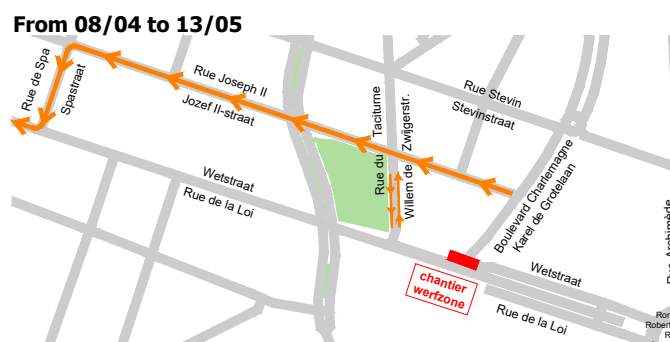 From 08/04 to 13/05
Rue de Spa
Spastraat
Rue Joseph II
Jozef II-straat
Rue du Taciturne
Willem de Zwijgerstr.
Rue Stevin
Stevinstraat
Boulevard Charlemagne
Karel de Grotelaan
Wetstraat
Rue de la Loi
chantier
werfzone
Wetstraat
Rue de la Loi
Rue Archimède